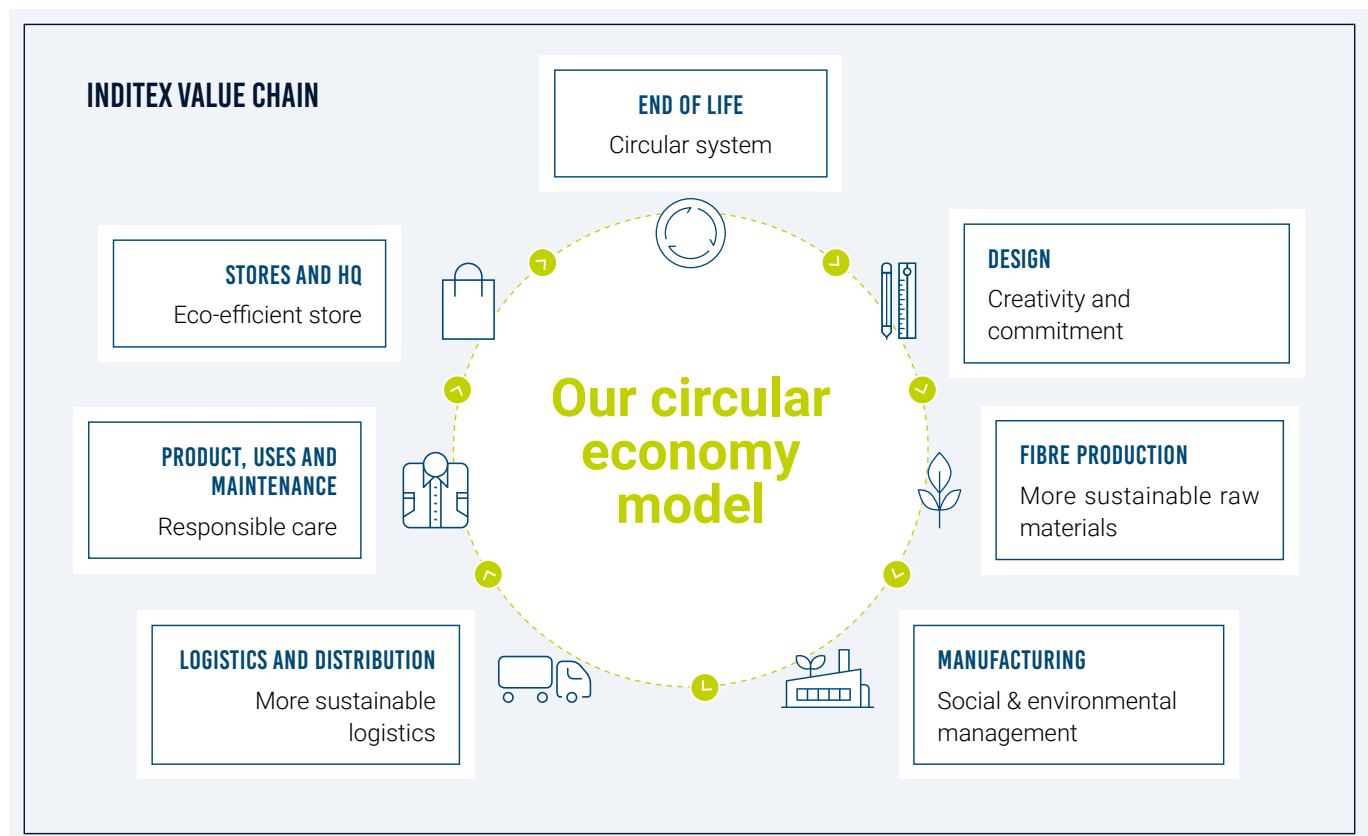 INDITEX VALUE CHAIN
END OF LIFE
Circular system
DESIGN
Creativity and
commitment
FIBRE PRODUCTION
More sustainable raw
materials
MANUFACTURING
Social & environmental
management
LOGISTICS AND DISTRIBUTION
More sustainable
logistics
PRODUCT, USES AND
MAINTENANCE
Responsible care
STORES AND HQ
Eco-efficient store
Our circular
economy
model